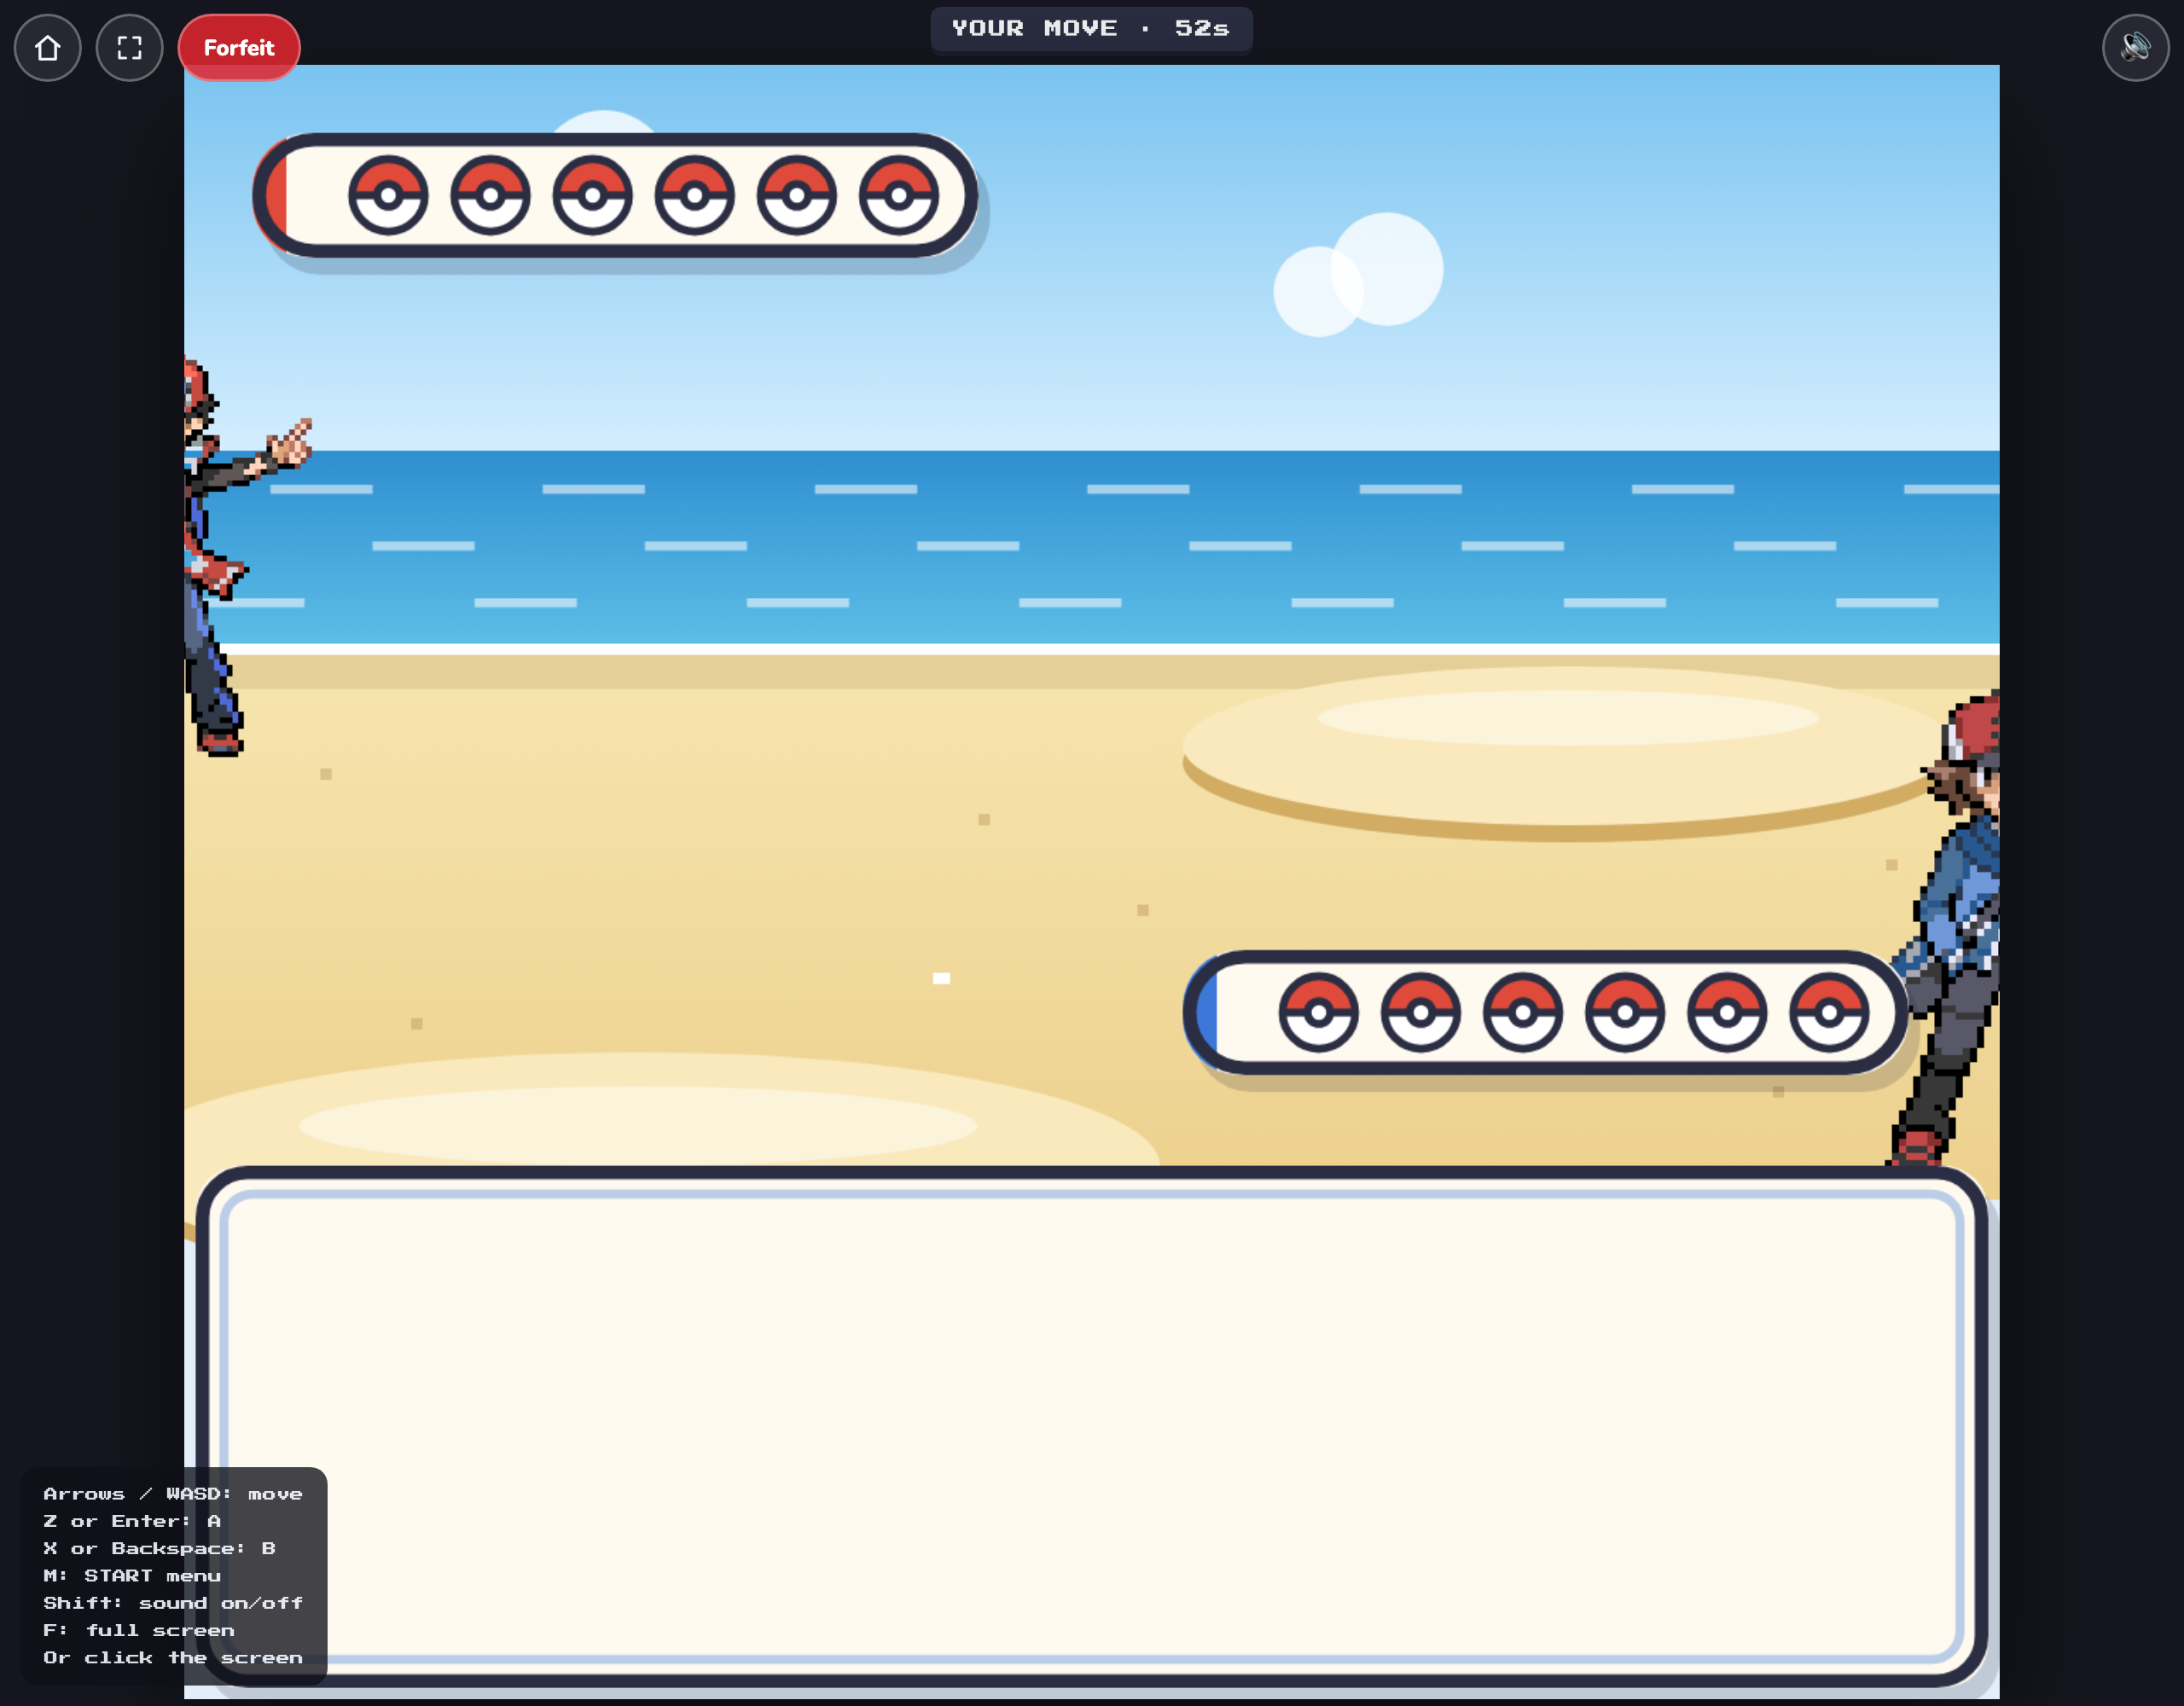 Forfeit
YOUR MOVE · 52s
Arrows / WASD: move
Z or Enter: A
X or Backspace: B
M: START menu
Shift: sound on/off
F: full screen
Or click the screen